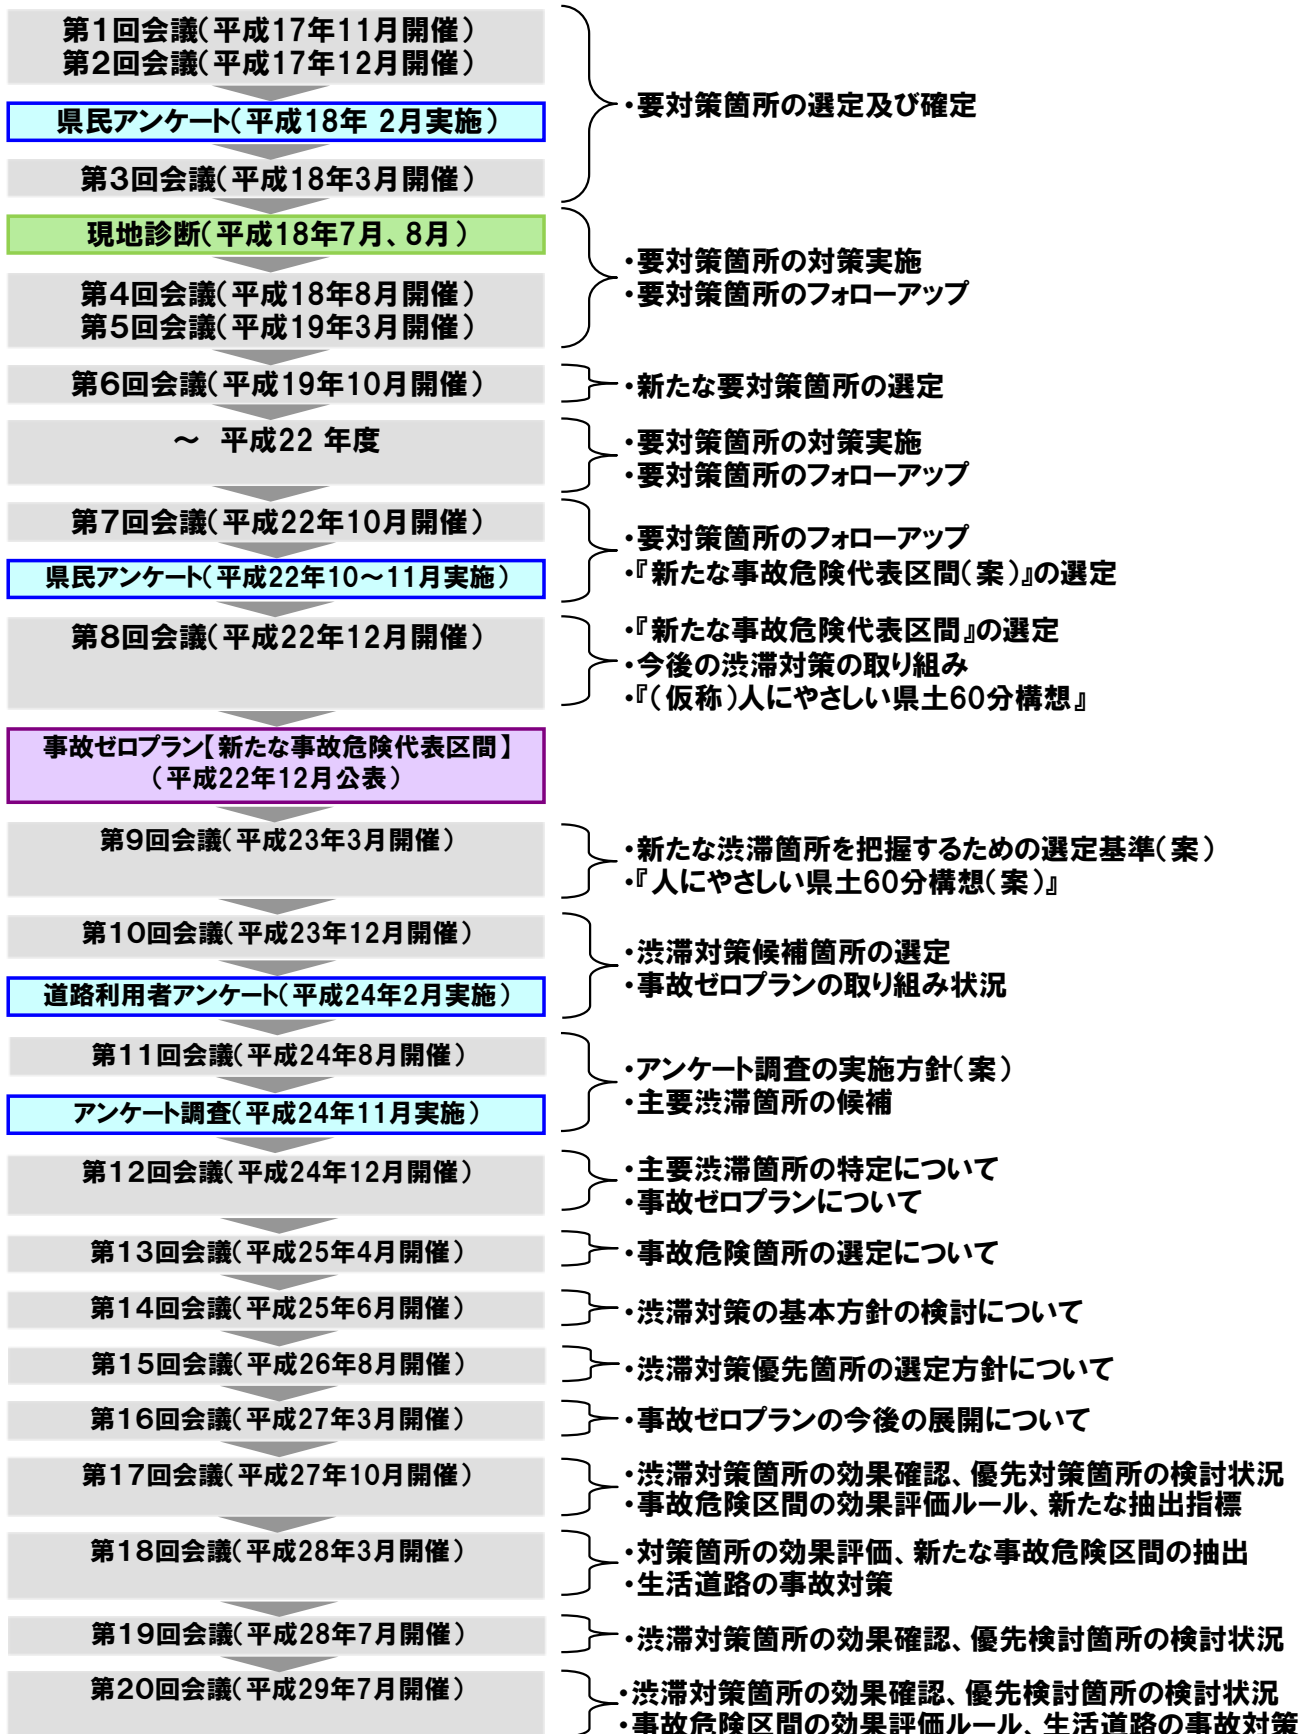 第1回会議(平成17年11月開催)
第2回会議(平成17年12月開催)
県民アンケート(平成18年 2月実施)
第3回会議(平成18年3月開催)
・要対策箇所の選定及び確定
現地診断(平成18年7月、8月)
第4回会議(平成18年8月開催)
第5回会議(平成19年3月開催)
・要対策箇所の対策実施
・要対策箇所のフォローアップ
第6回会議(平成19年10月開催)
・新たな要対策箇所の選定
～ 平成22 年度
・要対策箇所の対策実施
・要対策箇所のフォローアップ
第7回会議(平成22年10月開催)
県民アンケート(平成22年10～11月実施)
・要対策箇所のフォローアップ
・『新たな事故危険代表区間(案)』の選定
第8回会議(平成22年12月開催)
・『新たな事故危険代表区間』の選定
・今後の渋滞対策の取り組み
・『(仮称)人にやさしい県土60分構想』
事故ゼロプラン【新たな事故危険代表区間】
(平成22年12月公表)
第9回会議(平成23年3月開催)
・新たな渋滞箇所を把握するための選定基準(案)
・『人にやさしい県土60分構想(案)』
第10回会議(平成23年12月開催)
道路利用者アンケート(平成24年2月実施)
・渋滞対策候補箇所の選定
・事故ゼロプランの取り組み状況
第11回会議(平成24年8月開催)
アンケート調査(平成24年11月実施)
・アンケート調査の実施方針(案)
・主要渋滞箇所の候補
第12回会議(平成24年12月開催)
・主要渋滞箇所の特定について
・事故ゼロプランについて
第13回会議(平成25年4月開催)
・事故危険箇所の選定について
第14回会議(平成25年6月開催)
・渋滞対策の基本方針の検討について
第15回会議(平成26年8月開催)
・渋滞対策優先箇所の選定方針について
第16回会議(平成27年3月開催)
・事故ゼロプランの今後の展開について
第17回会議(平成27年10月開催)
・渋滞対策箇所の効果確認、優先対策箇所の検討状況
・事故危険区間の効果評価ルール、新たな抽出指標
第18回会議(平成28年3月開催)
・対策箇所の効果評価、新たな事故危険区間の抽出
・生活道路の事故対策
第19回会議(平成28年7月開催)
・渋滞対策箇所の効果確認、優先検討箇所の検討状況
第20回会議(平成29年7月開催)
・渋滞対策箇所の効果確認、優先検討箇所の検討状況
・事故危険区間の効果評価ルール、生活道路の事故対策